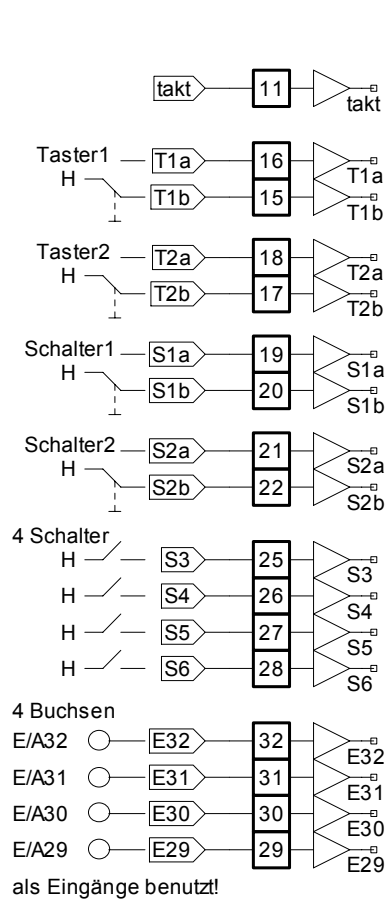 takt 11 takt
Taster1 T1a 16 T1a
H T1b 15 T1b
Taster2 T2a 18 T2a
H T2b 17 T2b
Schalter1 S1a 19 S1a
H S1b 20 S1b
Schalter2 S2a 21 S2a
H S2b 22 S2b
4 Schalter
H S3 25 S3
H S4 26 S4
H S5 27 S5
H S6 28 S6
4 Buchsen
E/A32 E32 32 E32
E/A31 E31 31 E31
E/A30 E30 30 E30
E/A29 E29 29 E29
als Eingänge benutzt!